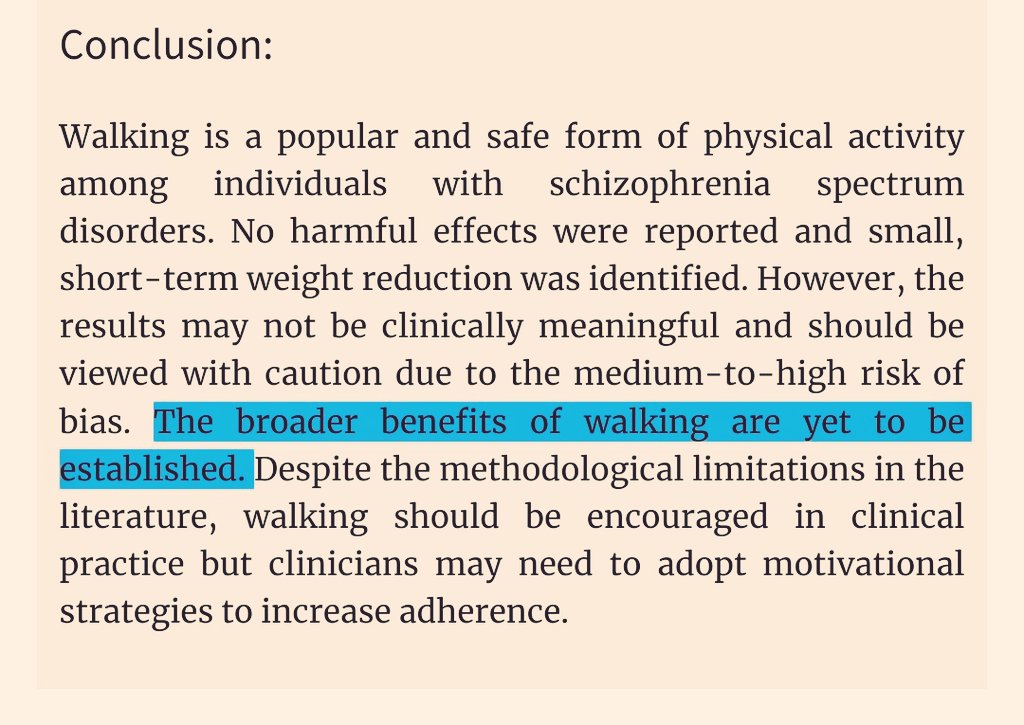 Conclusion:
Walking is a popular and safe form of physical activity
among individuals with schizophrenia spectrum
disorders. No harmful effects were reported and small,
short-term weight reduction was identified. However, the
results may not be clinically meaningful and should be
viewed with caution due to the medium-to-high risk of
bias. The broader benefits of walking are yet to be
established. Despite the methodological limitations in the
literature, walking should be encouraged in clinical
practice but clinicians may need to adopt motivational
strategies to increase adherence.